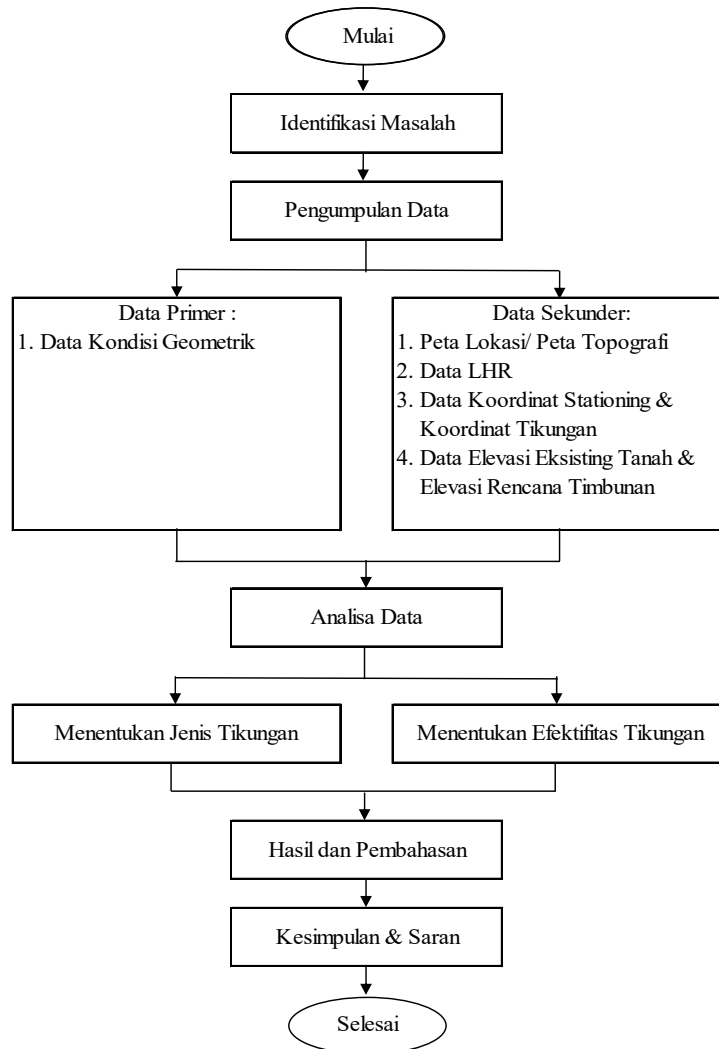 Mulai
Identifikasi Masalah
Pengumpulan Data
Data Primer :
1. Data Kondisi Geometrik
Data Sekunder:
1. Peta Lokasi/ Peta Topografi
2. Data LHR
3. Data Koordinat Stationing &
Koordinat Tikungan
4. Data Elevasi Eksisting Tanah &
Elevasi Rencana Timbunan
Analisa Data
Menentukan Jenis Tikungan
Menentukan Efektifitas Tikungan
Hasil dan Pembahasan
Kesimpulan & Saran
Selesai